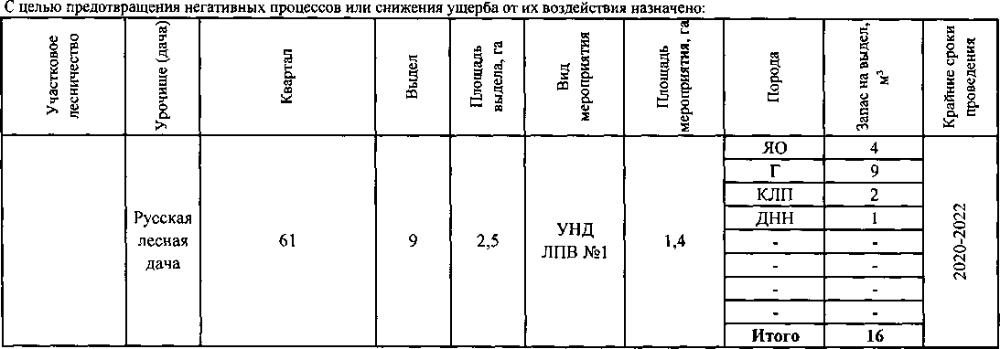 С целью предотвращения негативных процессов или снижения ущерба от их воздействия назначено:
Участковое
лесничество
Урочище (дача)
Квартал
Выдел
Площадь
выдела, га
Вид
мероприятия
Площадь
мероприятия, га
Порода
Запас на выдел,
м³
Крайние сроки
проведения
Русская
лесная
дача
61
9
2,5
УНД
ЛПВ №1
1,4
ЯО 4
Г 9
КЛП 2
ДНН 1
- -
- -
- -
- -
Итого 16
2020-2022